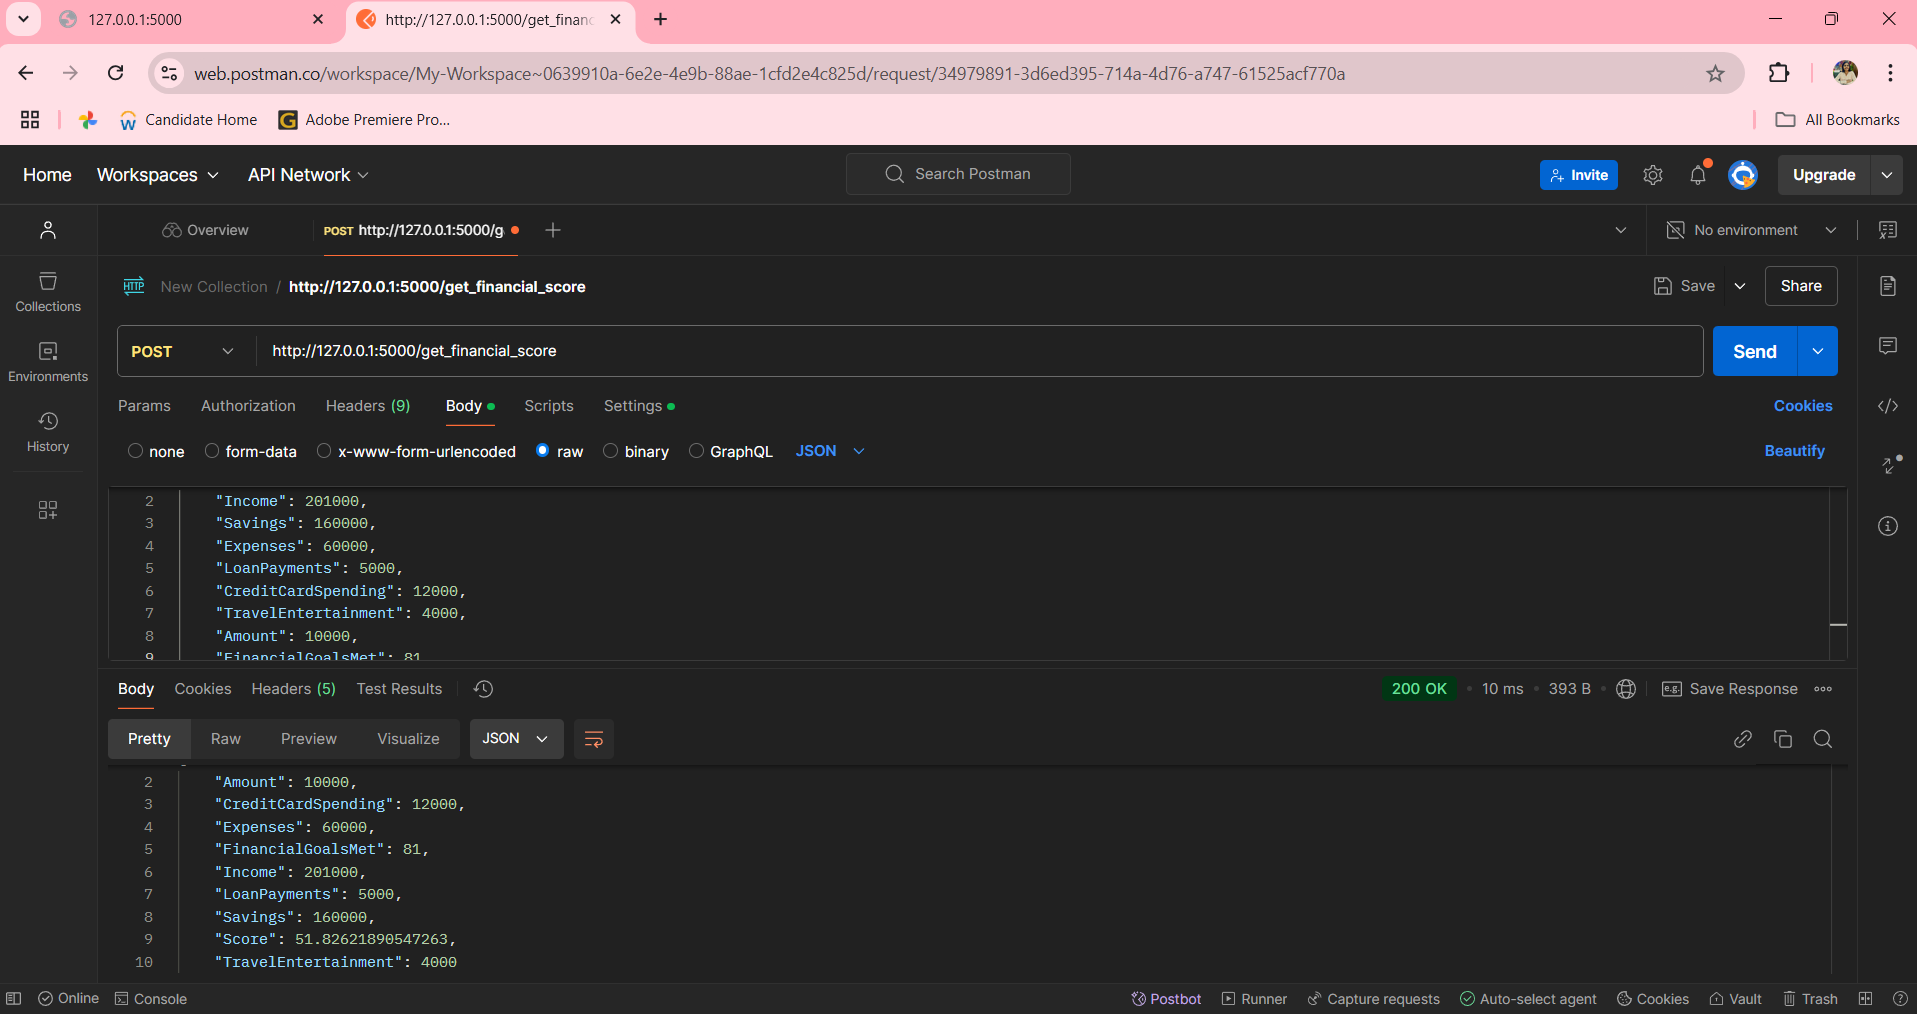 127.0.0.1:5000
http://127.0.0.1:5000/get_financ
web.postman.co/workspace/My-Workspace~0639910a-6e2e-4e9b-88ae-1cfd2e4c825d/request/34979891-3d6ed395-714a-4d76-a747-61525acf770a
Candidate Home
Adobe Premiere Pro...
All Bookmarks
Home
Workspaces
API Network
Search Postman
Invite
Upgrade
Overview
POST http://127.0.0.1:5000/g
No environment
HTTP
New Collection / http://127.0.0.1:5000/get_financial_score
Save
Share
Collections
Environments
History
POST
http://127.0.0.1:5000/get_financial_score
Send
Params
Authorization
Headers (9)
Body
Scripts
Settings
Cookies
none
form-data
x-www-form-urlencoded
raw
binary
GraphQL
JSON
Beautify
2 "Income": 201000,
3 "Savings": 160000,
4 "Expenses": 60000,
5 "LoanPayments": 5000,
6 "CreditCardSpending": 12000,
7 "TravelEntertainment": 4000,
8 "Amount": 10000,
9 "FinancialGoalsMet": 81
Body
Cookies
Headers (5)
Test Results
200 OK
10 ms
393 B
e.g.
Save Response
Pretty
Raw
Preview
Visualize
JSON
2 "Amount": 10000,
3 "CreditCardSpending": 12000,
4 "Expenses": 60000,
5 "FinancialGoalsMet": 81,
6 "Income": 201000,
7 "LoanPayments": 5000,
8 "Savings": 160000,
9 "Score": 51.82621890547263,
10 "TravelEntertainment": 4000
Online
Console
Postbot
Runner
Capture requests
Auto-select agent
Cookies
Vault
Trash